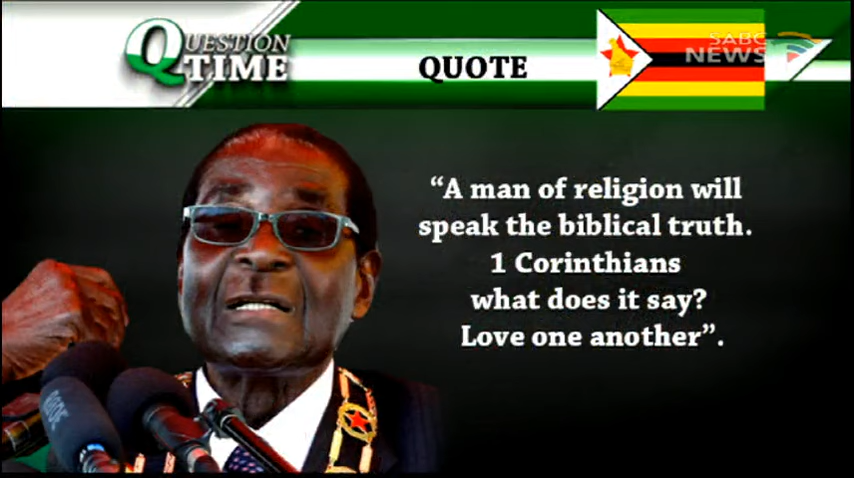 QUESTION
TIME
QUOTE
SABC
NEWS
“A man of religion will
speak the biblical truth.
1 Corinthians
what does it say?
Love one another”.